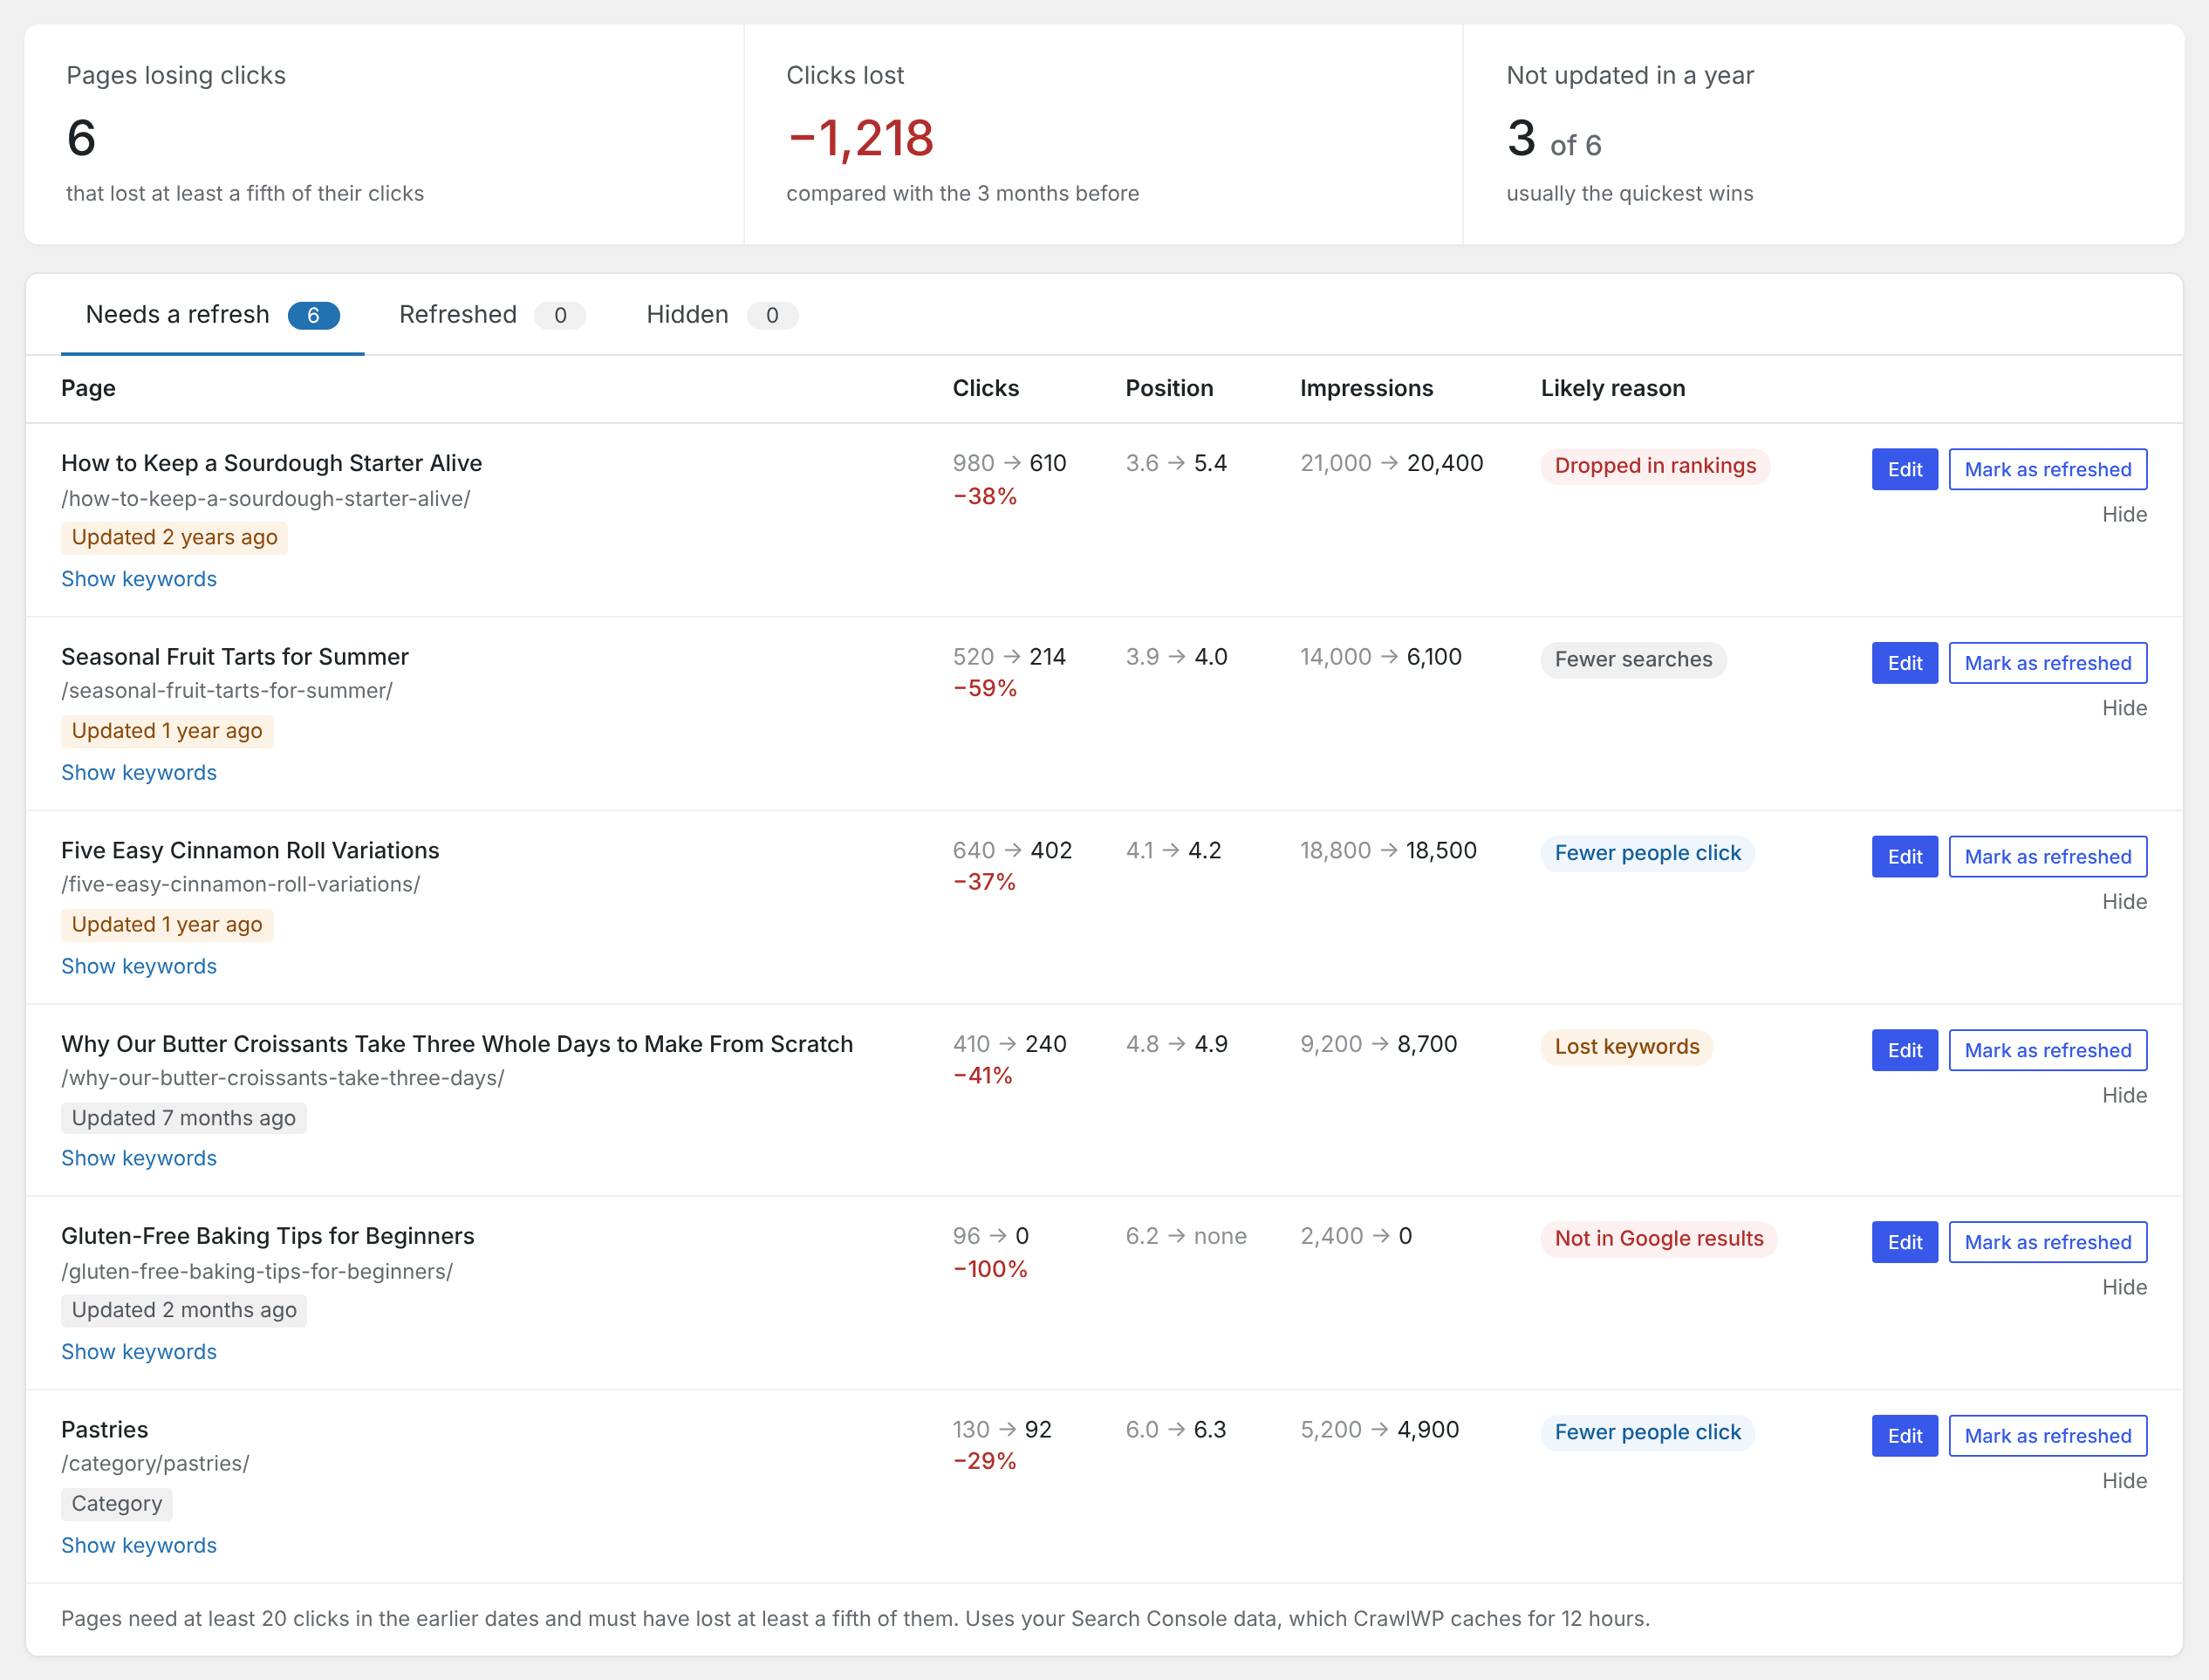 Pages losing clicks
6
that lost at least a fifth of their clicks
Clicks lost
−1,218
compared with the 3 months before
Not updated in a year
3 of 6
usually the quickest wins
Needs a refresh 6 Refreshed 0 Hidden 0
Page Clicks Position Impressions Likely reason
How to Keep a Sourdough Starter Alive 980 → 610 3.6 → 5.4 21,000 → 20,400 Dropped in rankings Edit Mark as refreshed
/how-to-keep-a-sourdough-starter-alive/ −38% Hide
Updated 2 years ago
Show keywords
Seasonal Fruit Tarts for Summer 520 → 214 3.9 → 4.0 14,000 → 6,100 Fewer searches Edit Mark as refreshed
/seasonal-fruit-tarts-for-summer/ −59% Hide
Updated 1 year ago
Show keywords
Five Easy Cinnamon Roll Variations 640 → 402 4.1 → 4.2 18,800 → 18,500 Fewer people click Edit Mark as refreshed
/five-easy-cinnamon-roll-variations/ −37% Hide
Updated 1 year ago
Show keywords
Why Our Butter Croissants Take Three Whole Days to Make From Scratch 410 → 240 4.8 → 4.9 9,200 → 8,700 Lost keywords Edit Mark as refreshed
/why-our-butter-croissants-take-three-days/ −41% Hide
Updated 7 months ago
Show keywords
Gluten-Free Baking Tips for Beginners 96 → 0 6.2 → none 2,400 → 0 Not in Google results Edit Mark as refreshed
/gluten-free-baking-tips-for-beginners/ −100% Hide
Updated 2 months ago
Show keywords
Pastries 130 → 92 6.0 → 6.3 5,200 → 4,900 Fewer people click Edit Mark as refreshed
/category/pastries/ −29% Hide
Category
Show keywords
Pages need at least 20 clicks in the earlier dates and must have lost at least a fifth of them. Uses your Search Console data, which CrawlWP caches for 12 hours.